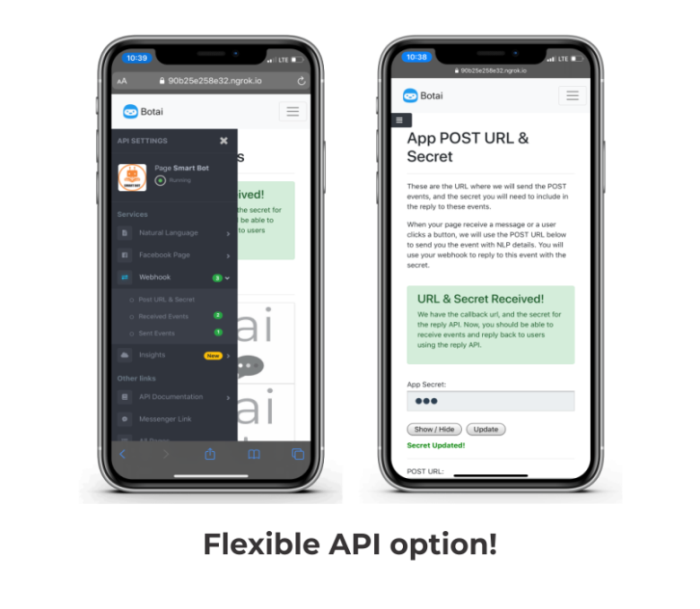 10:39
LTE
AA
90b25e258e32.ngrok.io
Botai
API SETTINGS
Page Smart Bot
Running
SMART BOT
Services
Natural Language
Facebook Page
Webhook
3
Post URL & Secret
Received Events
2
Sent Events
1
Insights
New
Other links
API Documentation
Messenger Link
s
ived!
the secret for
be able to
to users
ai
ai
10:38
LTE
90b25e258e32.ngrok.io
Botai
App POST URL &
Secret
These are the URL where we will send the POST
events, and the secret you will need to include in
the reply to these events.
When your page receive a message or a user
clicks a button, we will use the POST URL below
to send you the event with NLP details. You will
use your webhook to reply to this event with the
secret.
URL & Secret Received!
We have the callback url, and the secret for
the reply API. Now, you should be able to
receive events and reply back to users
using the reply API.
App Secret:
Show / Hide
Update
Secret Updated!
POST URL:
Flexible API option!